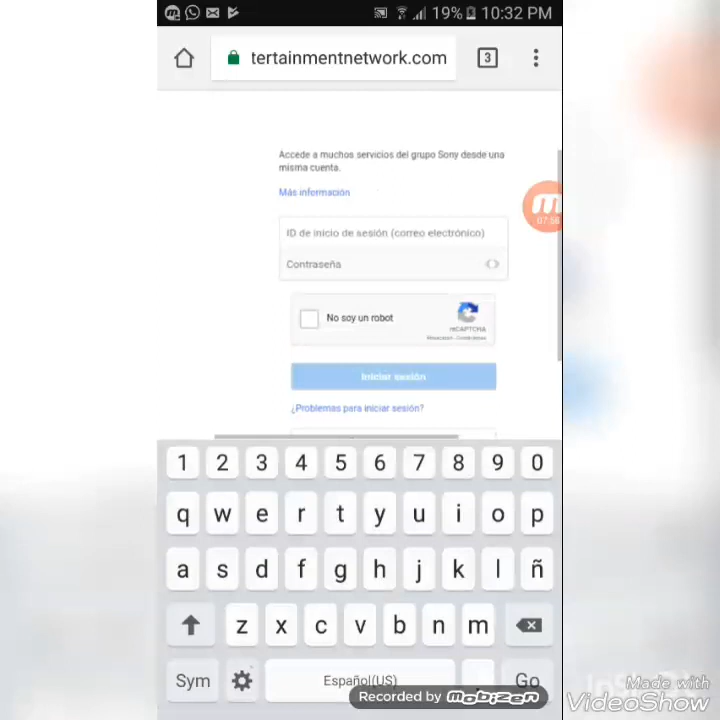 19% 10:32 PM
tertainmentnetwork.com
3
Accede a muchos servicios del grupo Sony desde una
misma cuenta.
Más información
07:56
ID de inicio de sesión (correo electrónico)
Contraseña
No soy un robot
reCAPTCHA
Iniciar sesión
¿Problemas para iniciar sesión?
1 2 3 4 5 6 7 8 9 0
q w e r t y u i o p
a s d f g h j k l ñ
z x c v b n m
Sym Español(US) Go
Recorded by mobizen
Made with
VideoShow